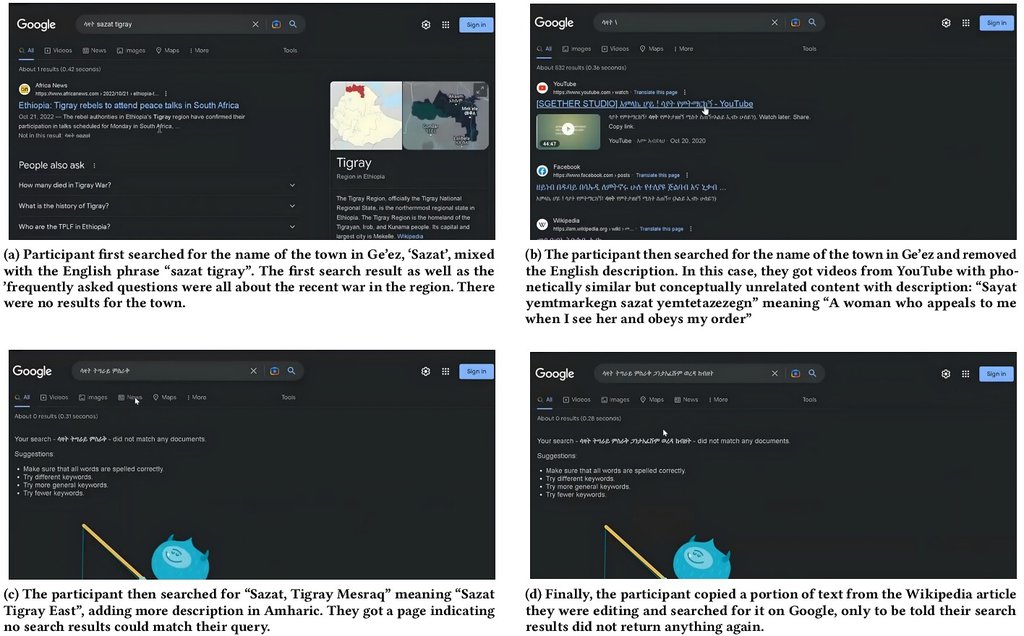 Google
ሳዛት sazat tigray
Sign in
All Videos News Images Maps More Tools
About 1 results (0.42 seconds)
Africa News
https://www.africanews.com › 2022/10/21 › ethiopia-t...
Ethiopia: Tigray rebels to attend peace talks in South Africa
Oct 21, 2022 — The rebel authorities in Ethiopia's Tigray region have confirmed their
participation in talks scheduled for Monday in South Africa, ...
Not in this result: ሳዛት sazat
People also ask
How many died in Tigray War?
What is the history of Tigray?
Who are the TPLF in Ethiopia?
Tigray
Region in Ethiopia
The Tigray Region, officially the Tigray National
Regional State, is the northernmost regional state in
Ethiopia. The Tigray Region is the homeland of the
Tigrayan, Irob, and Kunama people. Its capital and
largest city is Mekelle. Wikipedia
(a) Participant first searched for the name of the town in Ge'ez, 'Sazat', mixed
with the English phrase “sazat tigray”. The first search result as well as the
'frequently asked questions were all about the recent war in the region. There
were no results for the town.
Google
ሳዛት \
Sign in
All Images Videos Maps More Tools
About 832 results (0.36 seconds)
YouTube
https://www.youtube.com › watch · Translate this page
[SGETHER STUDIO] እምላኬ ሆይ ! ሳያት የምትማርከኝ - YouTube
Watch later. Share.
Copy link.
44:47
YouTube · Oct 20, 2020
Facebook
https://www.facebook.com › posts · Translate this page
Wikipedia
https://am.wikipedia.org › wiki › ... · Translate this page
(b) The participant then searched for the name of the town in Ge'ez and removed
the English description. In this case, they got videos from YouTube with pho-
netically similar but conceptually unrelated content with description: “Sayat
yemtmarkegn sazat yemtetazezegn” meaning “A woman who appeals to me
when I see her and obeys my order”
Google
ሳዛት ትግራይ ምስራቅ
Sign in
All Videos Images News Maps More Tools
About 0 results (0.31 seconds)
Your search - ሳዛት ትግራይ ምስራቅ - did not match any documents.
Suggestions:
• Make sure that all words are spelled correctly.
• Try different keywords.
• Try more general keywords.
• Try fewer keywords.
(c) The participant then searched for “Sazat, Tigray Mesraq” meaning “Sazat
Tigray East”, adding more description in Amharic. They got a page indicating
no search results could match their query.
Google
ሳዛት ትግራይ ምስራቅ ጋንታአፈሹም ወረዳ ከብዘት
Sign in
All Videos Images Maps News More Tools
About 0 results (0.28 seconds)
Your search - ሳዛት ትግራይ ምስራቅ ጋንታአፈሹም ወረዳ ከብዘት - did not match any documents.
Suggestions:
• Make sure that all words are spelled correctly.
• Try different keywords.
• Try more general keywords.
• Try fewer keywords.
(d) Finally, the participant copied a portion of text from the Wikipedia article
they were editing and searched for it on Google, only to be told their search
results did not return anything again.